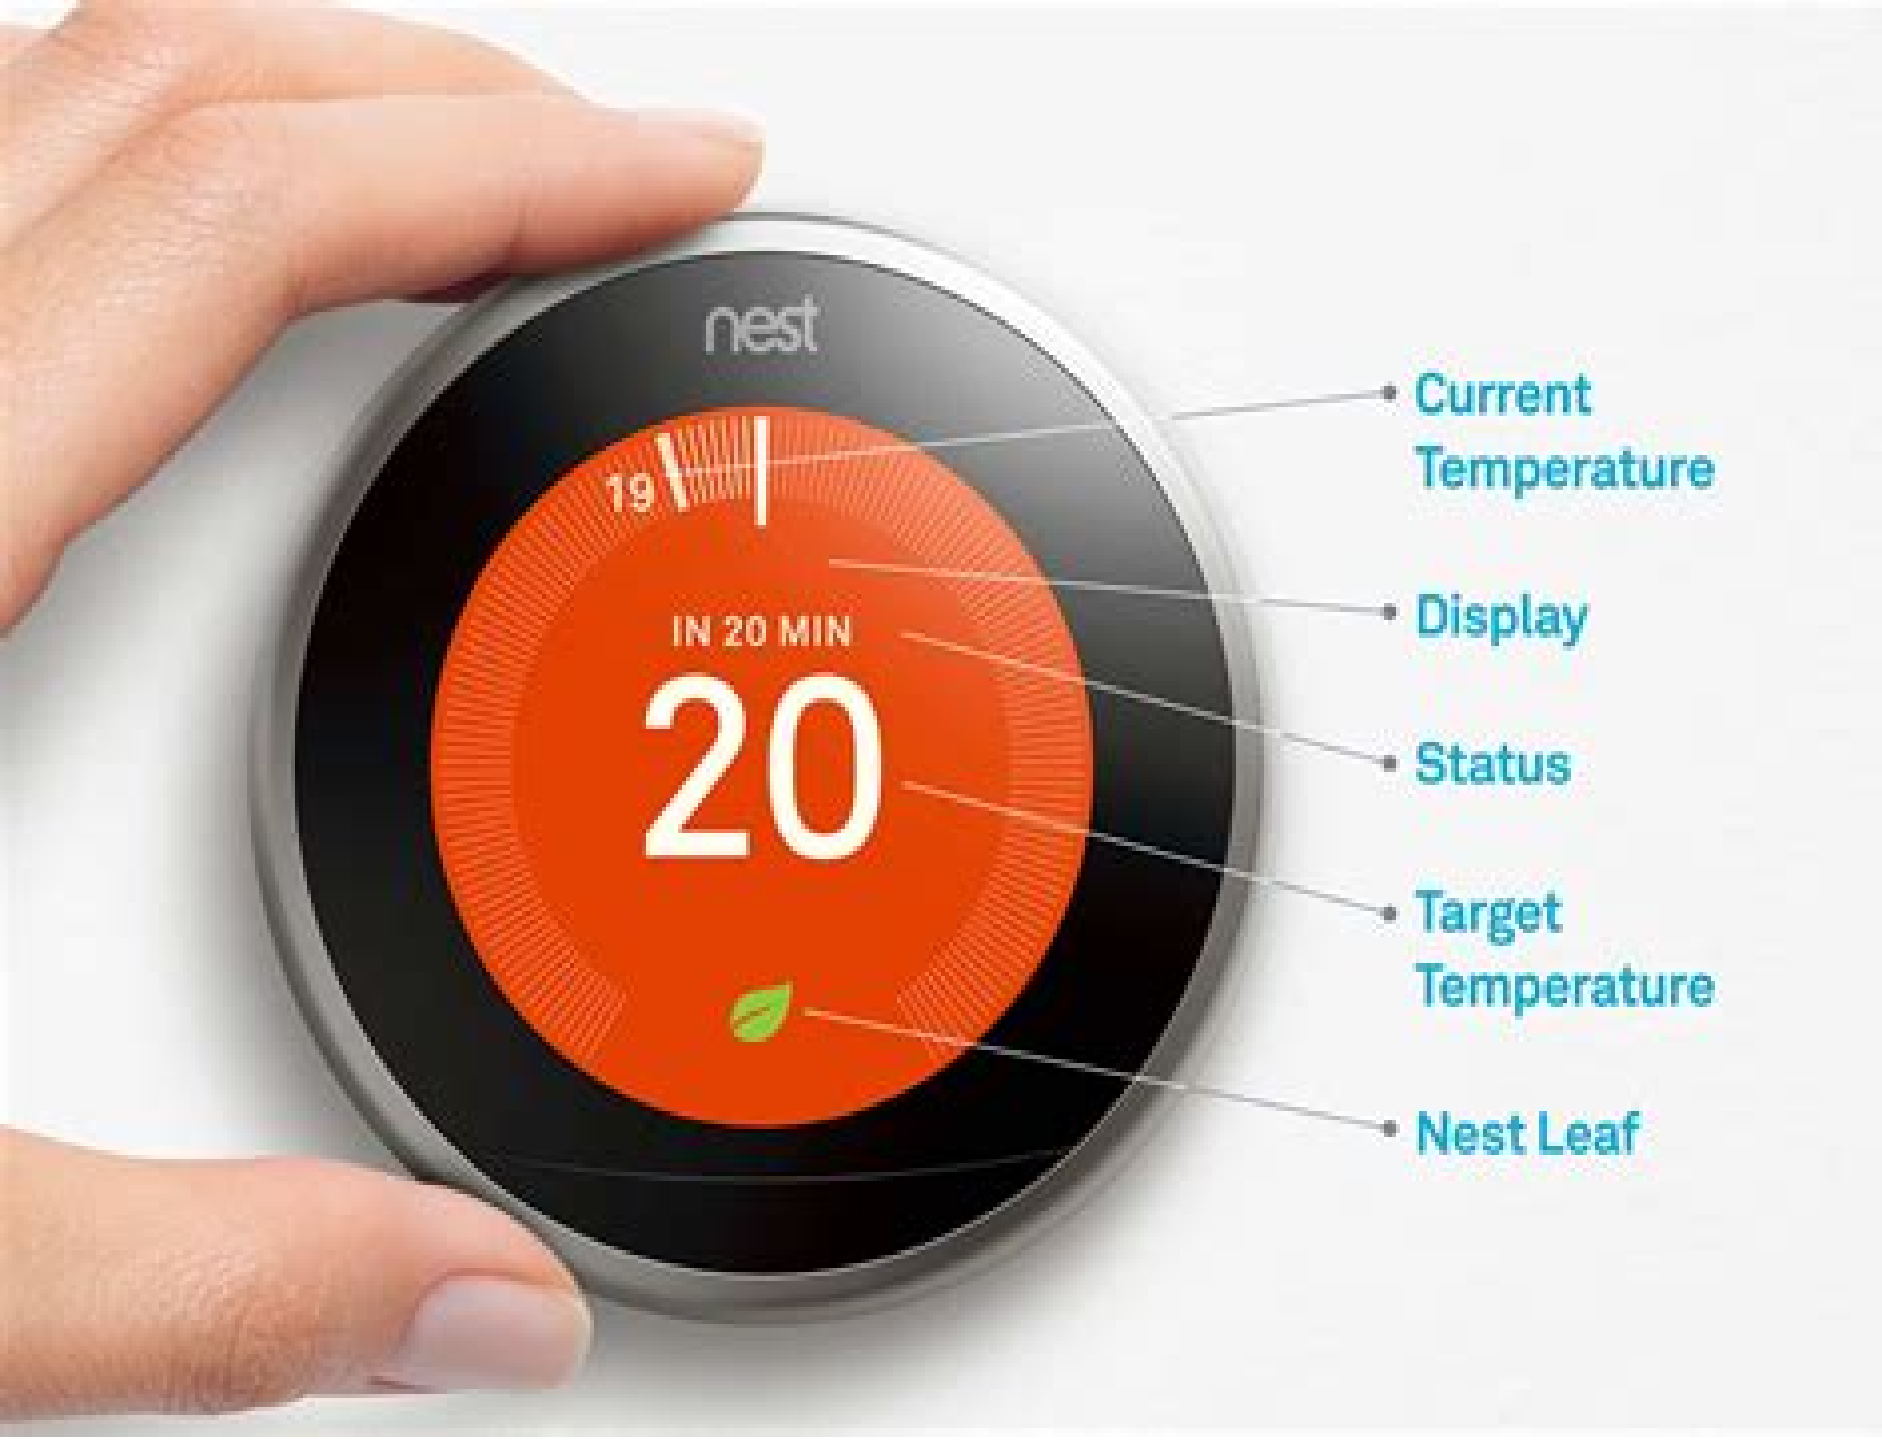 nest
19
IN 20 MIN
20
Current
Temperature
Display
Status
Target
Temperature
Nest Leaf